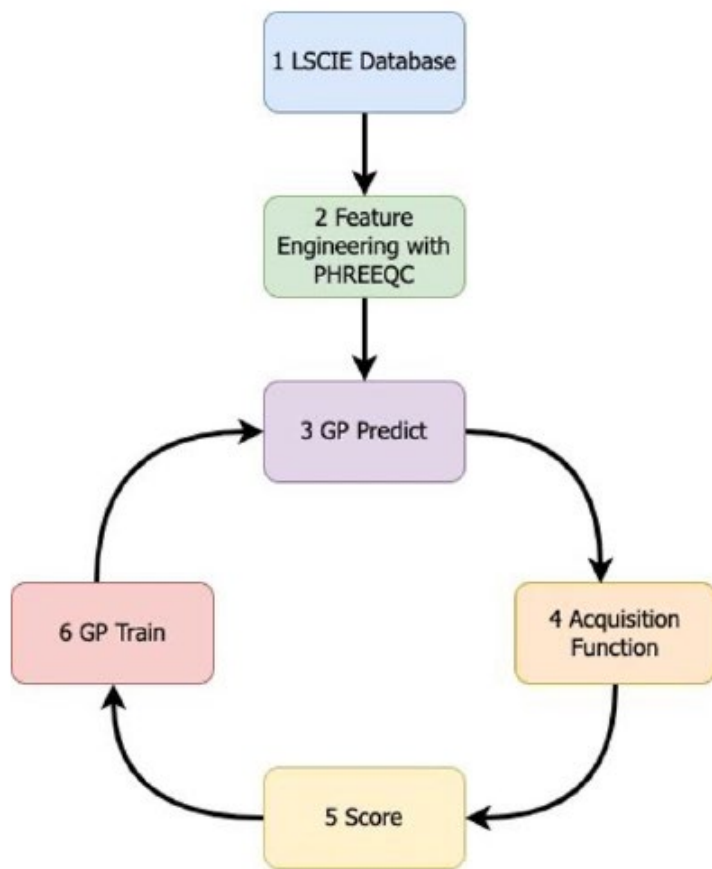 1 LSCIE Database
2 Feature
Engineering with
PHREEQC
3 GP Predict
4 Acquisition
Function
5 Score
6 GP Train